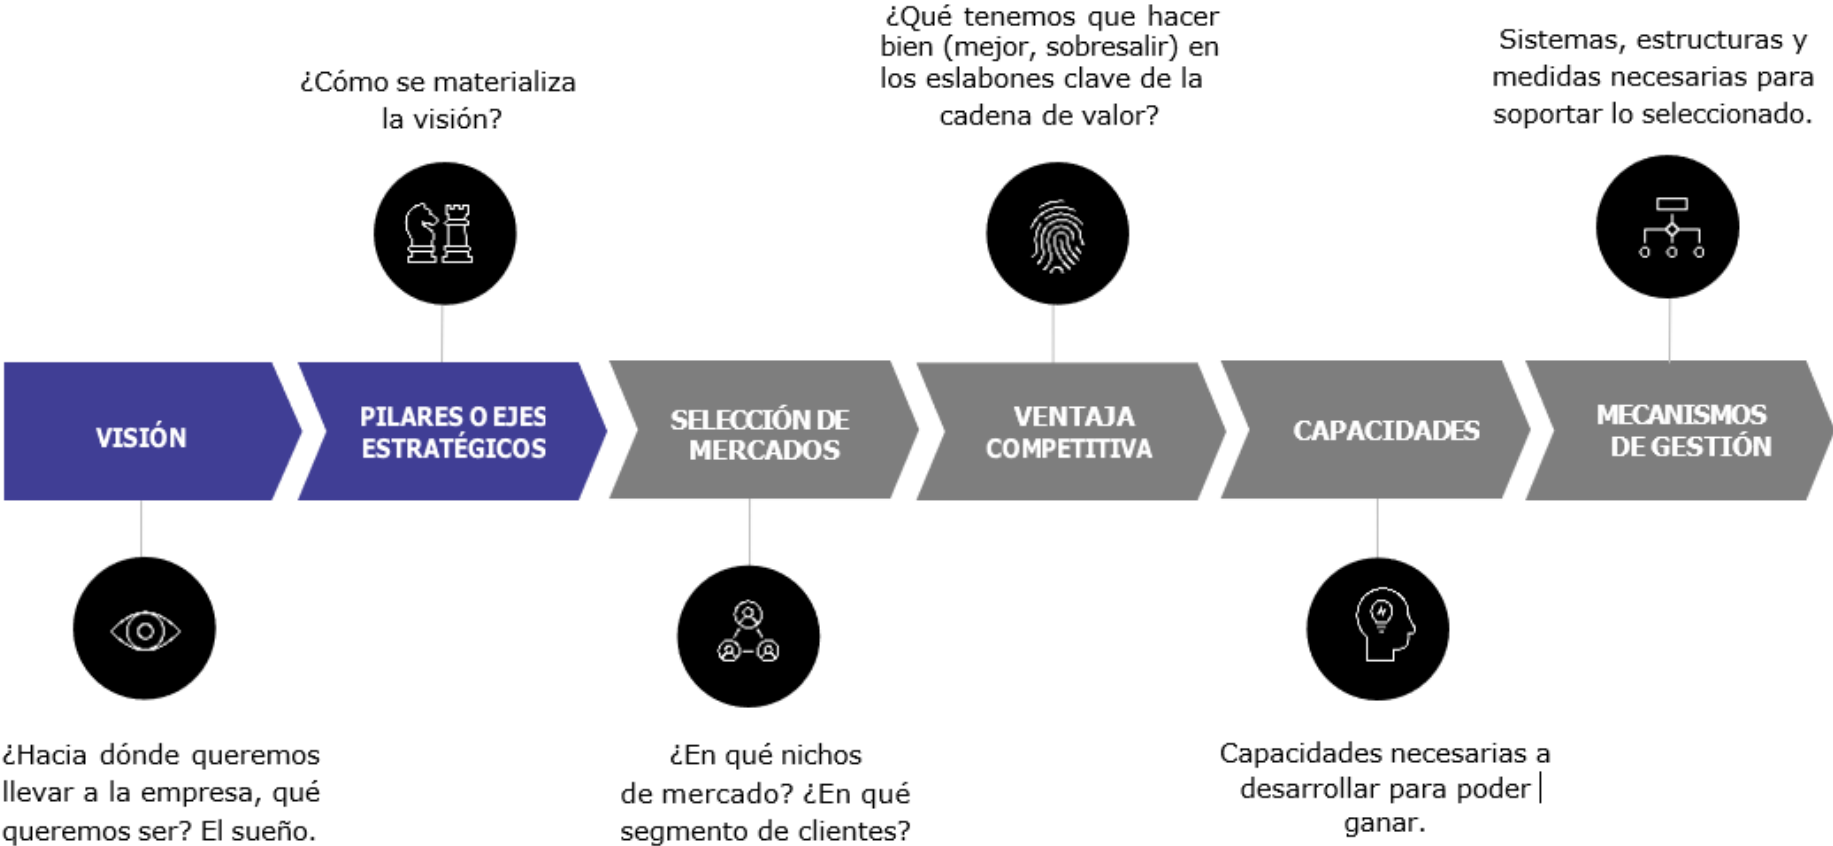 ¿Cómo se materializa
la visión?
¿Qué tenemos que hacer
bien (mejor, sobresalir) en
los eslabones clave de la
cadena de valor?
Sistemas, estructuras y
medidas necesarias para
soportar lo seleccionado.
VISIÓN
PILARES O EJES
ESTRATÉGICOS
SELECCIÓN DE
MERCADOS
VENTAJA
COMPETITIVA
CAPACIDADES
MECANISMOS
DE GESTIÓN
¿Hacia dónde queremos
llevar a la empresa, qué
queremos ser? El sueño.
¿En qué nichos
de mercado? ¿En qué
segmento de clientes?
Capacidades necesarias a
desarrollar para poder
ganar.